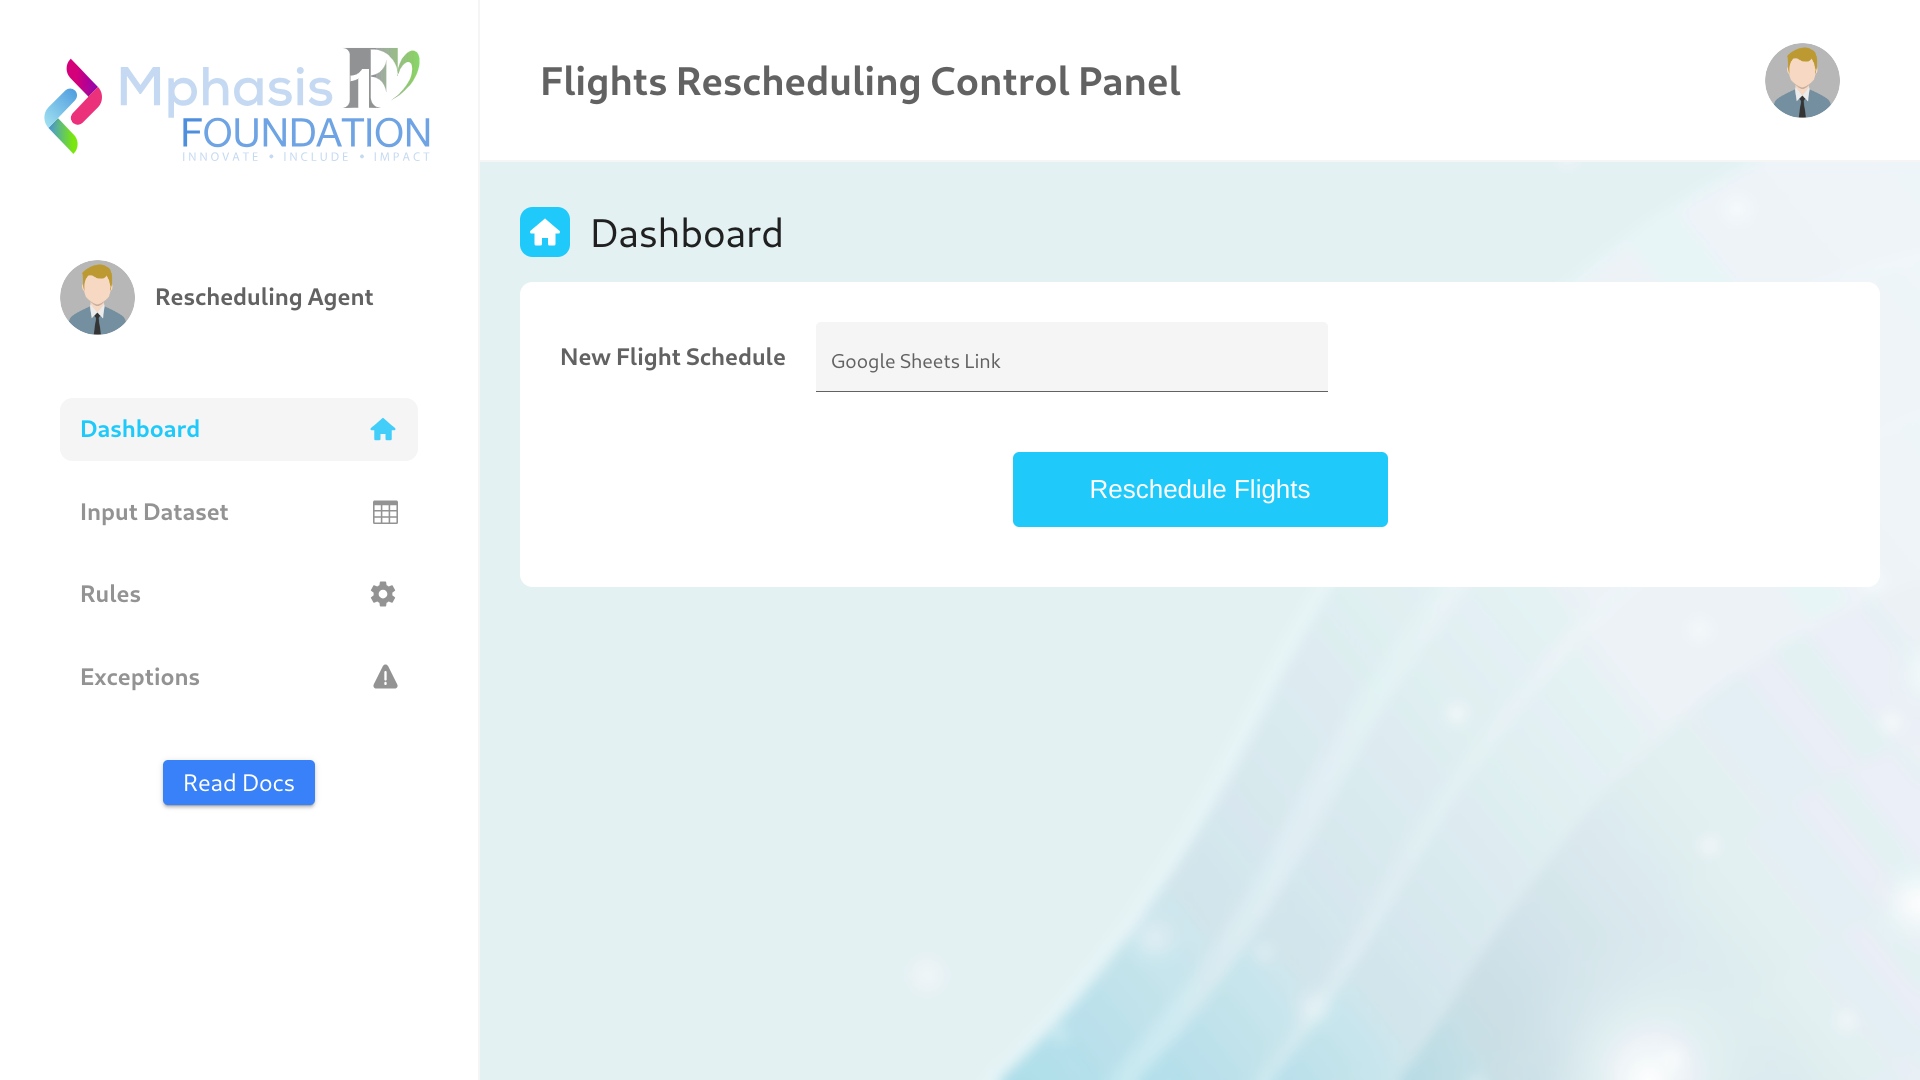 Mphasis
FOUNDATION
INNOVATE • INCLUDE • IMPACT
Flights Rescheduling Control Panel
Rescheduling Agent
Dashboard
Input Dataset
Rules
Exceptions
Read Docs
Dashboard
New Flight Schedule
Google Sheets Link
Reschedule Flights